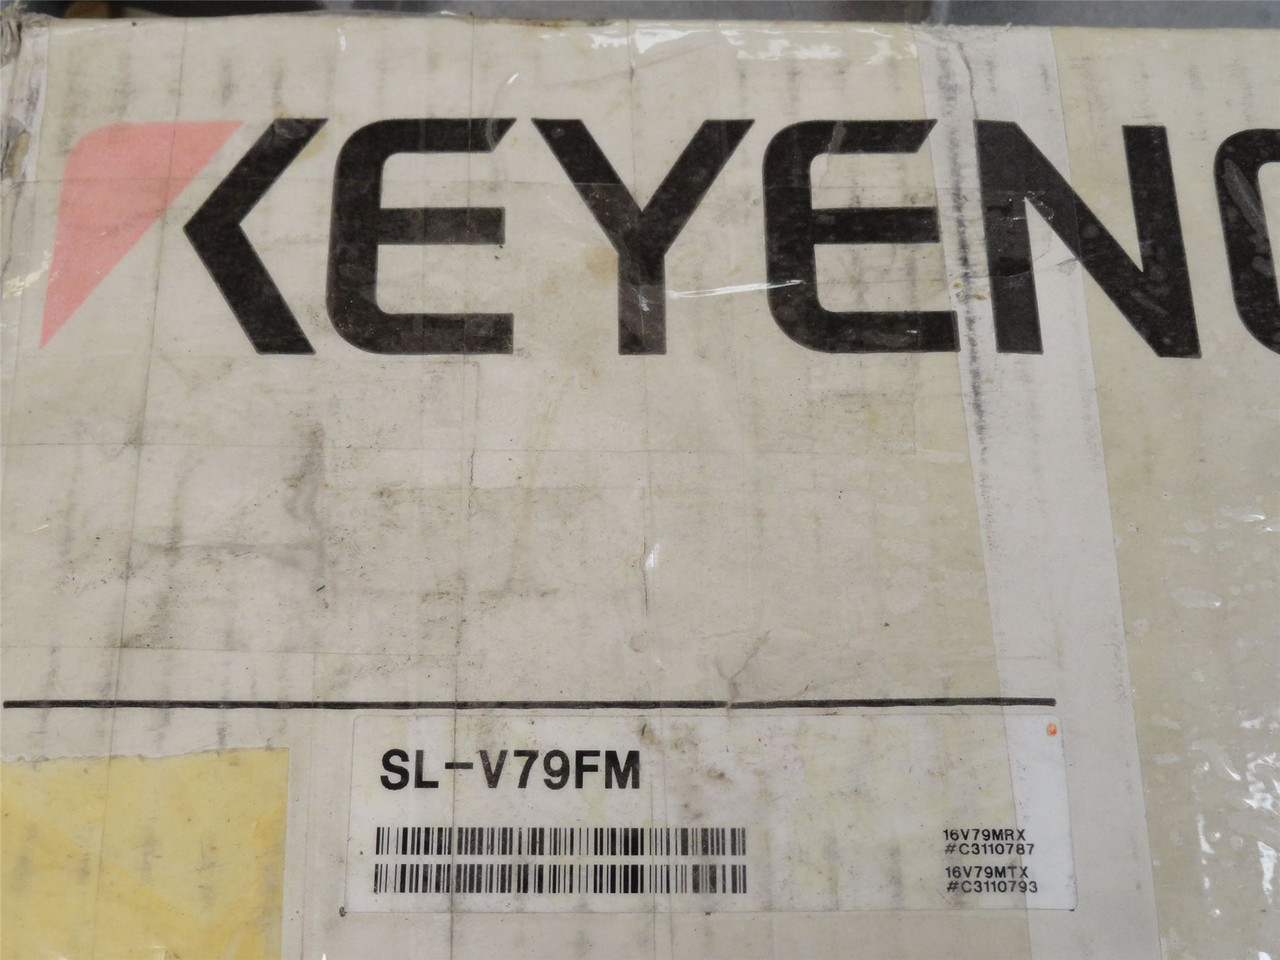 KEYENC
SL-V79FM
16V79MRX
#C3110787
16V79MTX
#C3110793